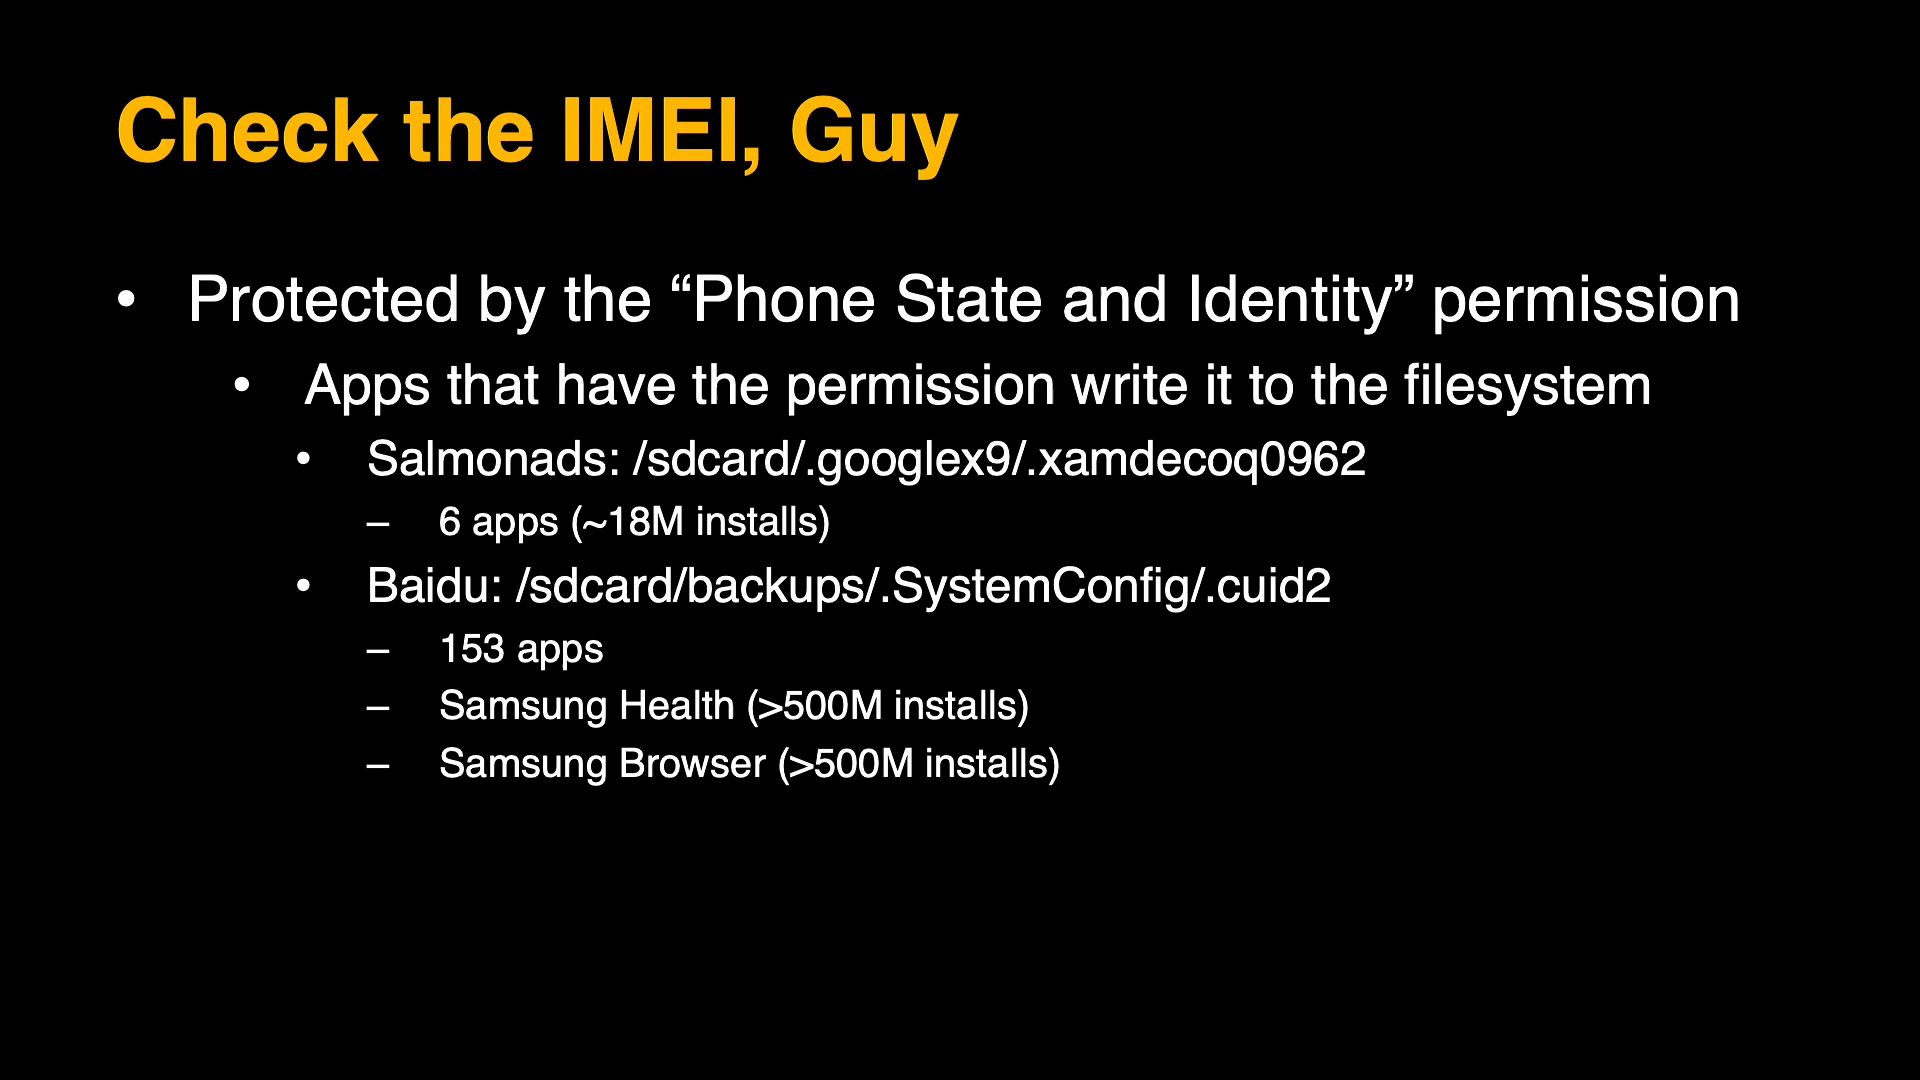 Check the IMEI, Guy
• Protected by the “Phone State and Identity” permission
• Apps that have the permission write it to the filesystem
• Salmonads: /sdcard/.googlex9/.xamdecoq0962
– 6 apps (~18M installs)
• Baidu: /sdcard/backups/.SystemConfig/.cuid2
– 153 apps
– Samsung Health (>500M installs)
– Samsung Browser (>500M installs)